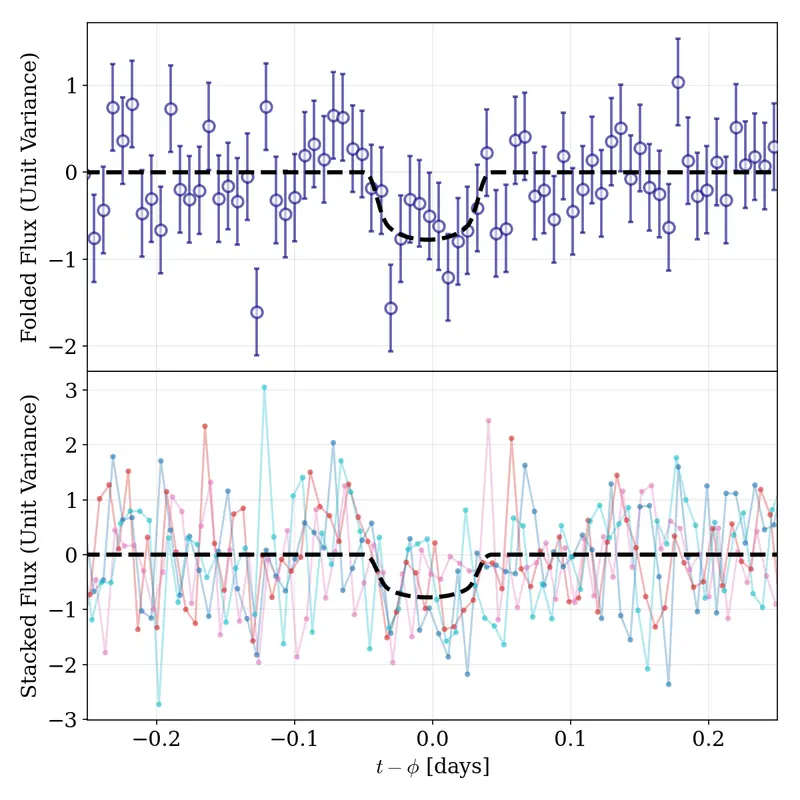 Folded Flux (Unit Variance)
1
0
−1
−2
Stacked Flux (Unit Variance)
3
2
1
0
−1
−2
−3
−0.2 −0.1 0.0 0.1 0.2
t − ϕ [days]